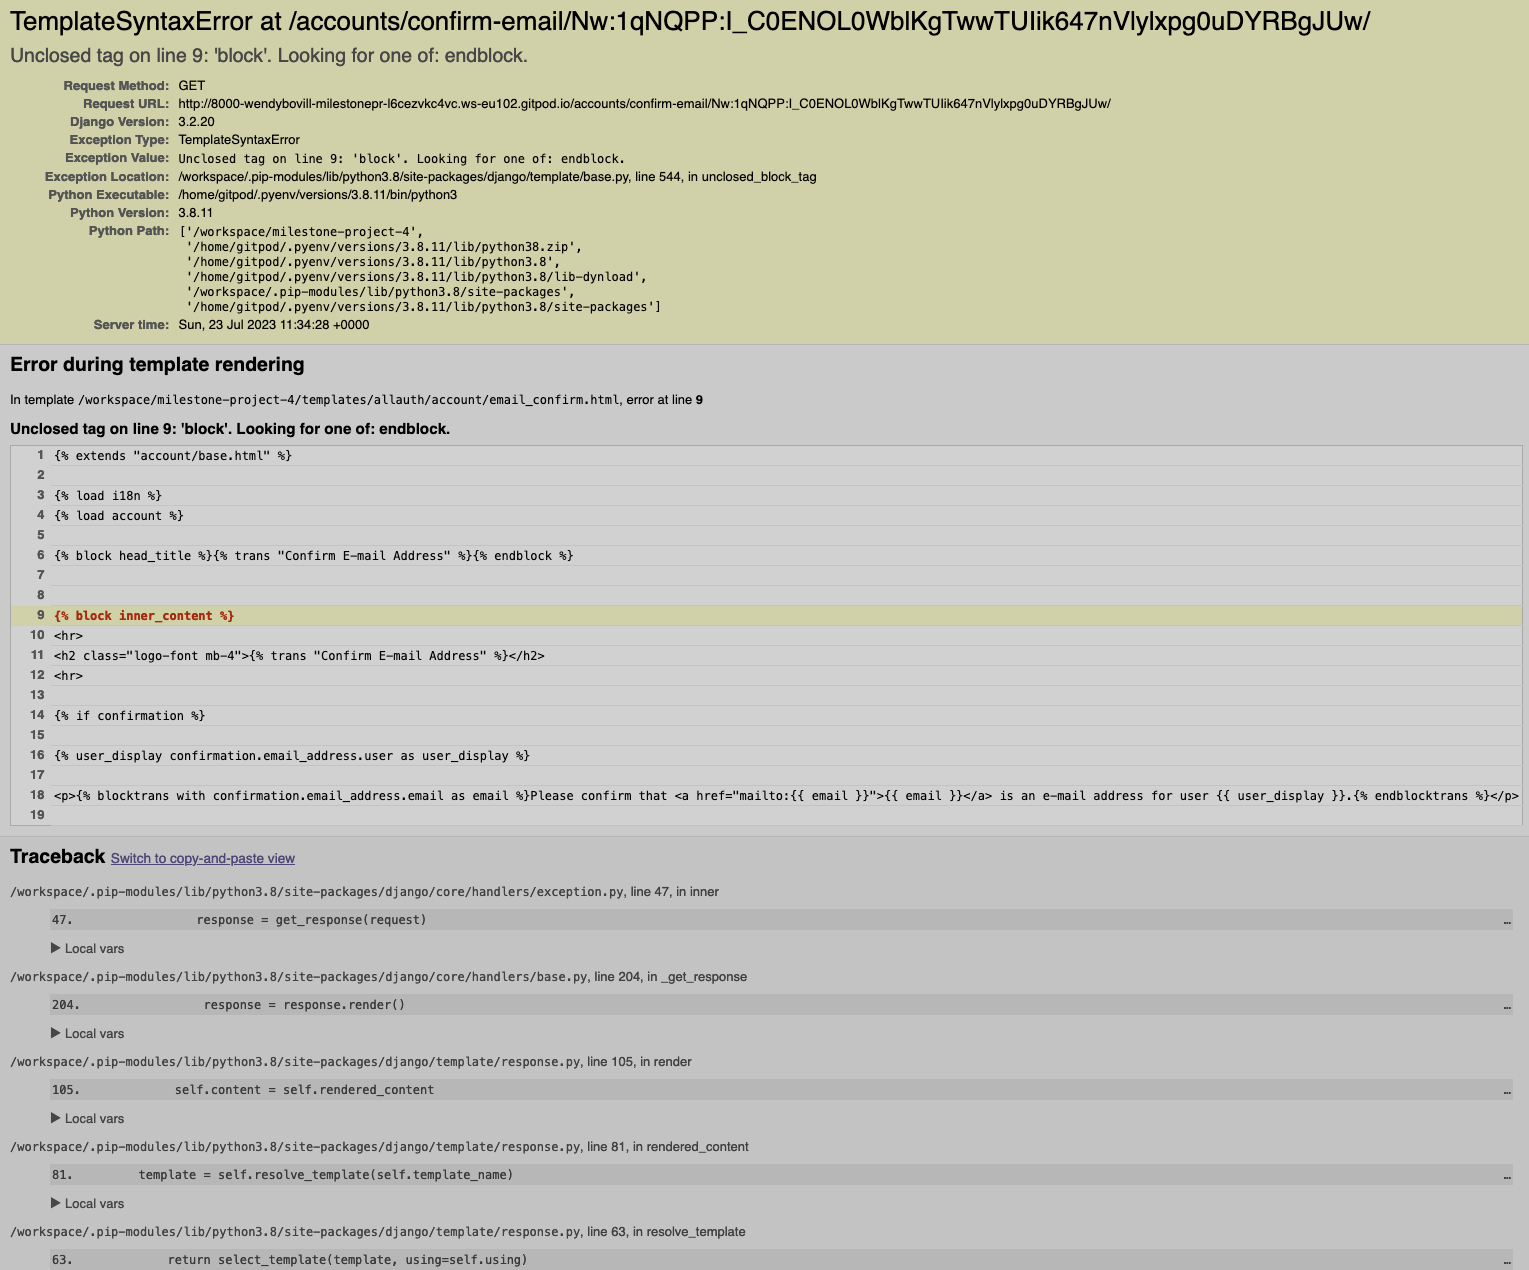 TemplateSyntaxError at /accounts/confirm-email/Nw:1qNQPP:I_C0ENOL0WblKgTwwTUIik647nVlylxpg0uDYRBgJUw/
Unclosed tag on line 9: 'block'. Looking for one of: endblock.
Request Method: GET
Request URL: http://8000-wendybovill-milestonepr-l6cezvkc4vc.ws-eu102.gitpod.io/accounts/confirm-email/Nw:1qNQPP:I_C0ENOL0WblKgTwwTUIik647nVlylxpg0uDYRBgJUw/
Django Version: 3.2.20
Exception Type: TemplateSyntaxError
Exception Value: Unclosed tag on line 9: 'block'. Looking for one of: endblock.
Exception Location: /workspace/.pip-modules/lib/python3.8/site-packages/django/template/base.py, line 544, in unclosed_block_tag
Python Executable: /home/gitpod/.pyenv/versions/3.8.11/bin/python3
Python Version: 3.8.11
Python Path: ['/workspace/milestone-project-4',
'/home/gitpod/.pyenv/versions/3.8.11/lib/python38.zip',
'/home/gitpod/.pyenv/versions/3.8.11/lib/python3.8',
'/home/gitpod/.pyenv/versions/3.8.11/lib/python3.8/lib-dynload',
'/workspace/.pip-modules/lib/python3.8/site-packages',
'/home/gitpod/.pyenv/versions/3.8.11/lib/python3.8/site-packages']
Server time: Sun, 23 Jul 2023 11:34:28 +0000
Error during template rendering
In template /workspace/milestone-project-4/templates/allauth/account/email_confirm.html, error at line 9
Unclosed tag on line 9: 'block'. Looking for one of: endblock.
1 {% extends "account/base.html" %}
2
3 {% load i18n %}
4 {% load account %}
5
6 {% block head_title %}{% trans "Confirm E-mail Address" %}{% endblock %}
7
8
9 {% block inner_content %}
10 <hr>
11 <h2 class="logo-font mb-4">{% trans "Confirm E-mail Address" %}</h2>
12 <hr>
13
14 {% if confirmation %}
15
16 {% user_display confirmation.email_address.user as user_display %}
17
18 <p>{% blocktrans with confirmation.email_address.email as email %}Please confirm that <a href="mailto:{{ email }}">{{ email }}</a> is an e-mail address for user {{ user_display }}.{% endblocktrans %}</p>
19
Traceback Switch to copy-and-paste view
/workspace/.pip-modules/lib/python3.8/site-packages/django/core/handlers/exception.py, line 47, in inner
47. response = get_response(request) …
▶ Local vars
/workspace/.pip-modules/lib/python3.8/site-packages/django/core/handlers/base.py, line 204, in _get_response
204. response = response.render() …
▶ Local vars
/workspace/.pip-modules/lib/python3.8/site-packages/django/template/response.py, line 105, in render
105. self.content = self.rendered_content …
▶ Local vars
/workspace/.pip-modules/lib/python3.8/site-packages/django/template/response.py, line 81, in rendered_content
81. template = self.resolve_template(self.template_name) …
▶ Local vars
/workspace/.pip-modules/lib/python3.8/site-packages/django/template/response.py, line 63, in resolve_template
63. return select_template(template, using=self.using) …